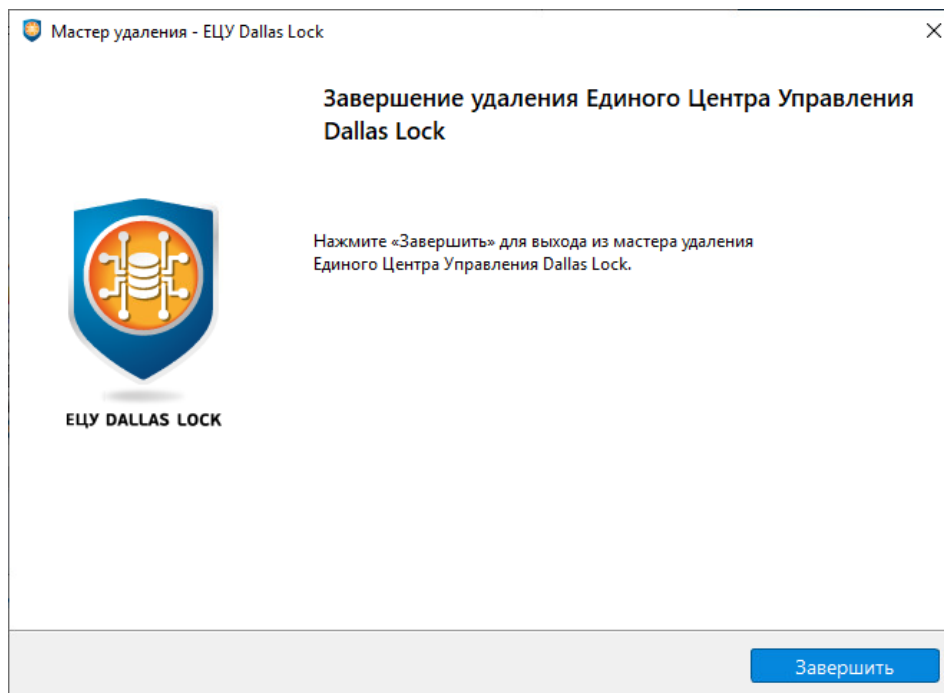 Мастер удаления - ЕЦУ Dallas Lock
Завершение удаления Единого Центра Управления
Dallas Lock
Нажмите «Завершить» для выхода из мастера удаления
Единого Центра Управления Dallas Lock.
ЕЦУ DALLAS LOCK
Завершить